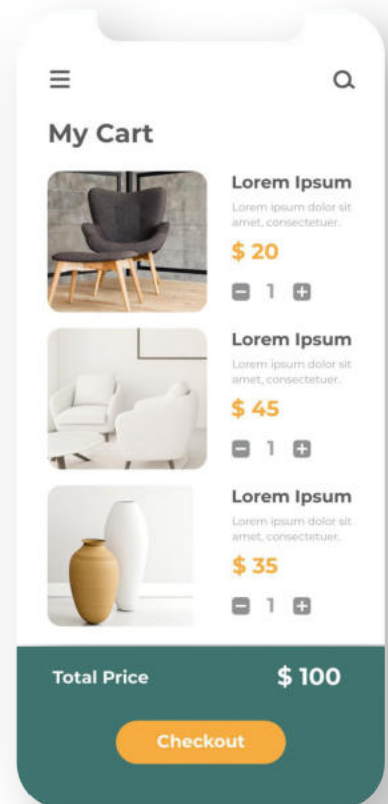 My Cart
Lorem Ipsum
Lorem ipsum dolor sit
amet, consectetuer.
$ 20
1
Lorem Ipsum
Lorem ipsum dolor sit
amet, consectetuer.
$ 45
1
Lorem Ipsum
Lorem ipsum dolor sit
amet, consectetuer.
$ 35
1
Total Price $ 100
Checkout